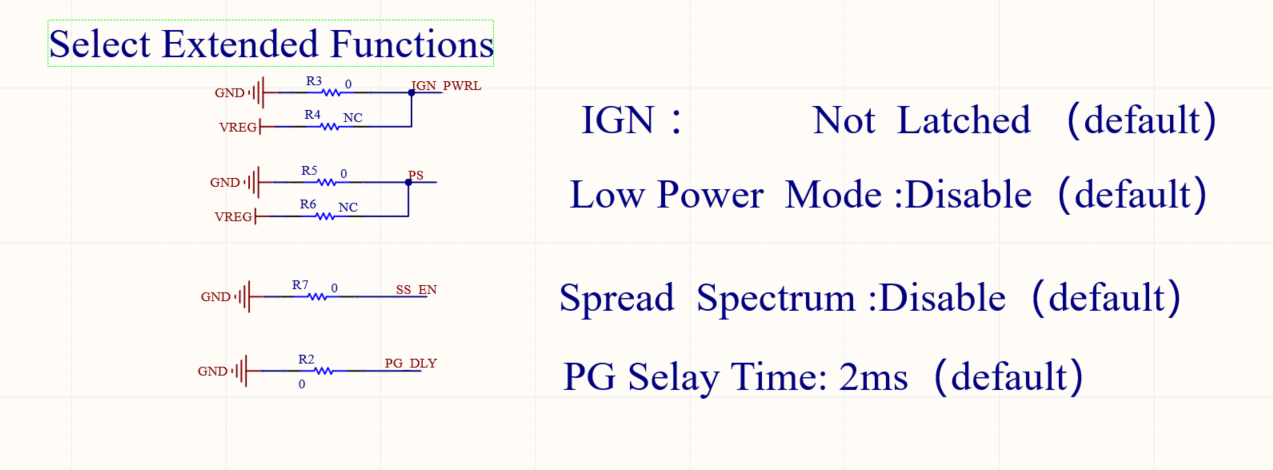 Select Extended Functions
GND R3 0 IGN_PWRL
VREG R4 NC
IGN： Not Latched （default）
GND R5 0 PS
VREG R6 NC
Low Power Mode :Disable （default）
GND R7 0 SS_EN
Spread Spectrum :Disable （default）
GND R2 0 PG_DLY
PG Selay Time: 2ms （default）